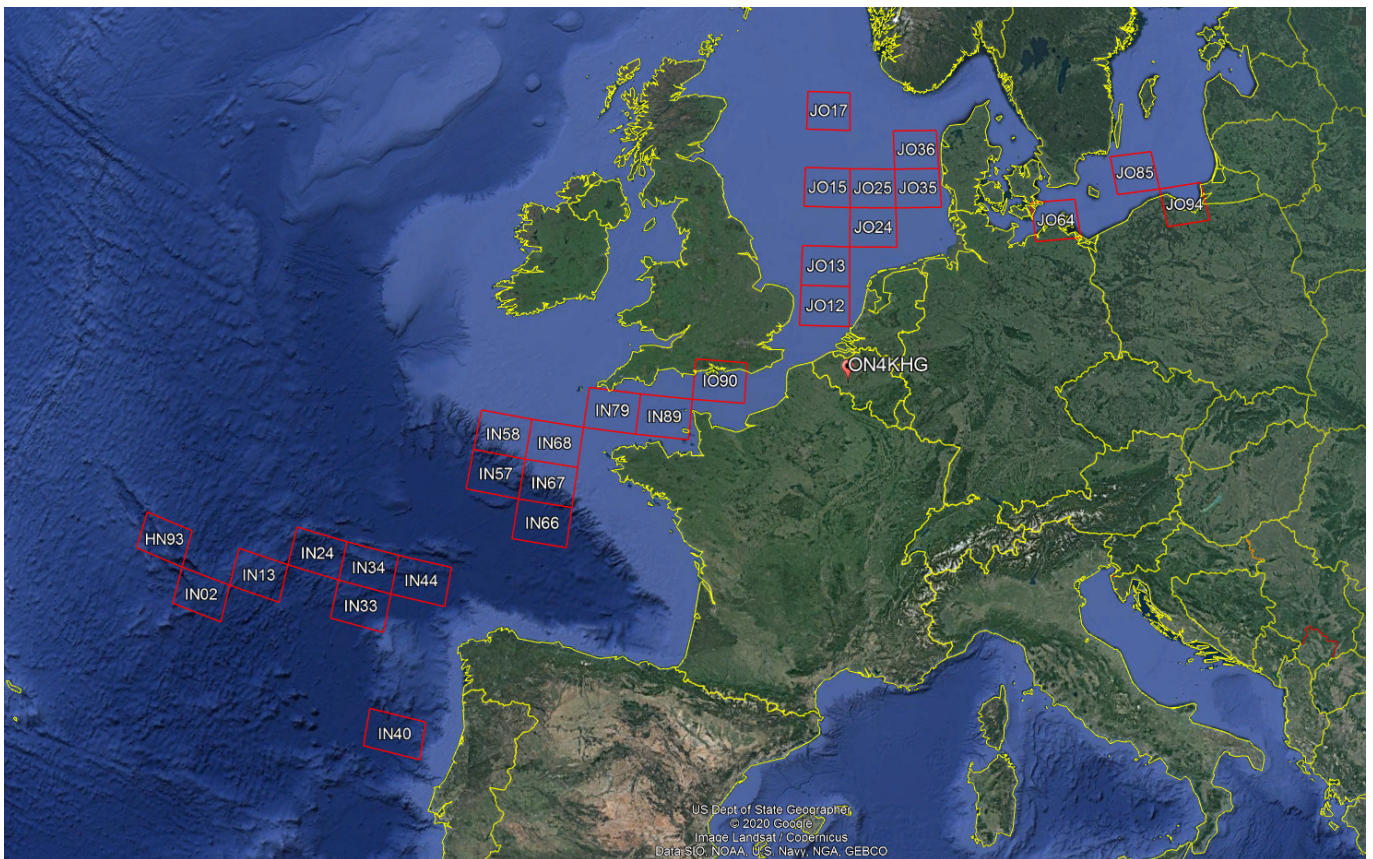 JO17
JO36
JO15
JO25
JO35
JO85
JO94
JO64
JO24
JO13
JO12
ON4KHG
IO90
IN79
IN89
IN58
IN68
IN57
IN67
IN66
HN93
IN24
IN34
IN44
IN13
IN02
IN33
IN40
US Dept of State Geographer
© 2020 Google
Image Landsat / Copernicus
Data SIO, NOAA, U.S. Navy, NGA, GEBCO